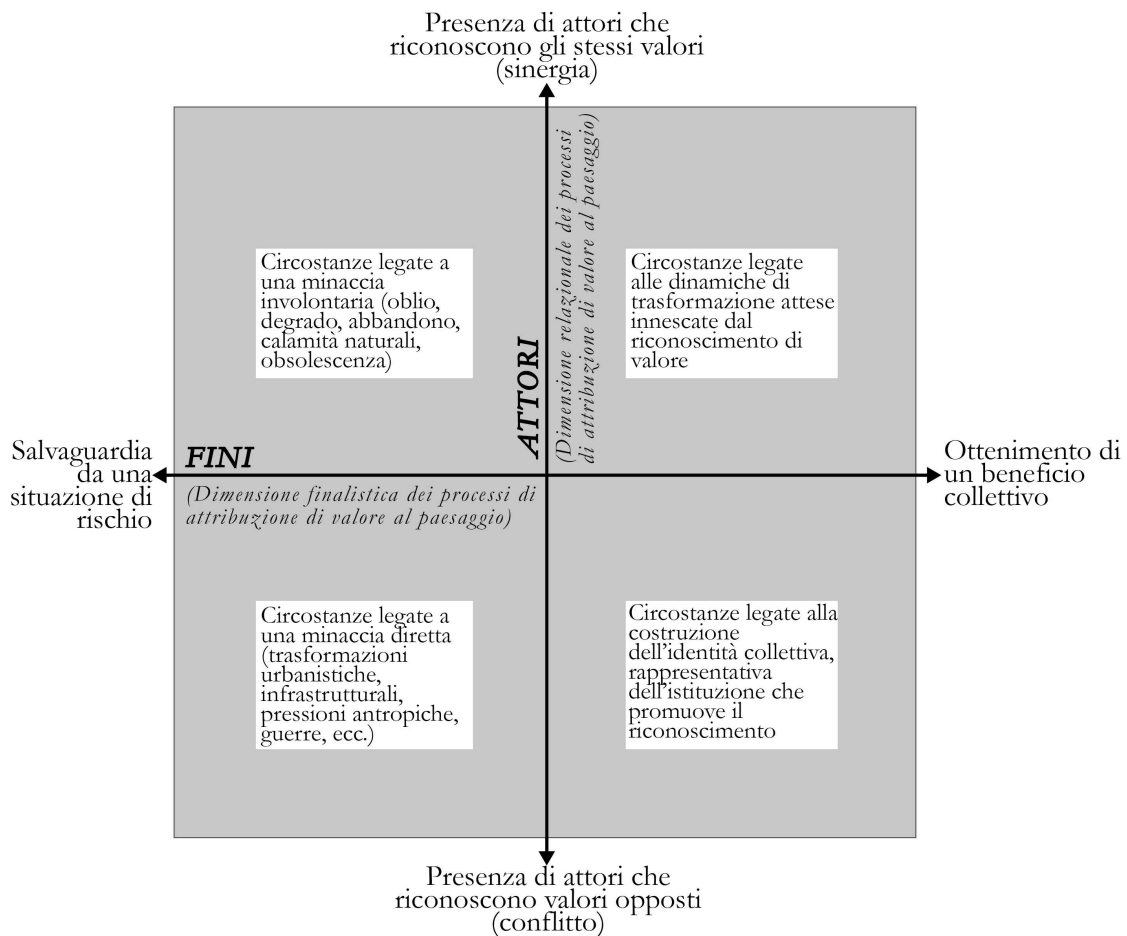 Presenza di attori che
riconoscono gli stessi valori
(sinergia)
(Dimensione relazionale dei processi
di attribuzione di valore al paesaggio)
ATTORI
Circostanze legate a
una minaccia
involontaria (oblio,
degrado, abbandono,
calamità naturali,
obsolescenza)
Circostanze legate
alle dinamiche di
trasformazione attese
innescate dal
riconoscimento di
valore
Salvaguardia
da una
situazione di
rischio
FINI
(Dimensione finalistica dei processi di
attribuzione di valore al paesaggio)
Ottenimento di
un beneficio
collettivo
Circostanze legate a
una minaccia diretta
(trasformazioni
urbanistiche,
infrastrutturali,
pressioni antropiche,
guerre, ecc.)
Circostanze legate alla
costruzione
dell'identità collettiva,
rappresentativa
dell'istituzione che
promuove il
riconoscimento
Presenza di attori che
riconoscono valori opposti
(conflitto)